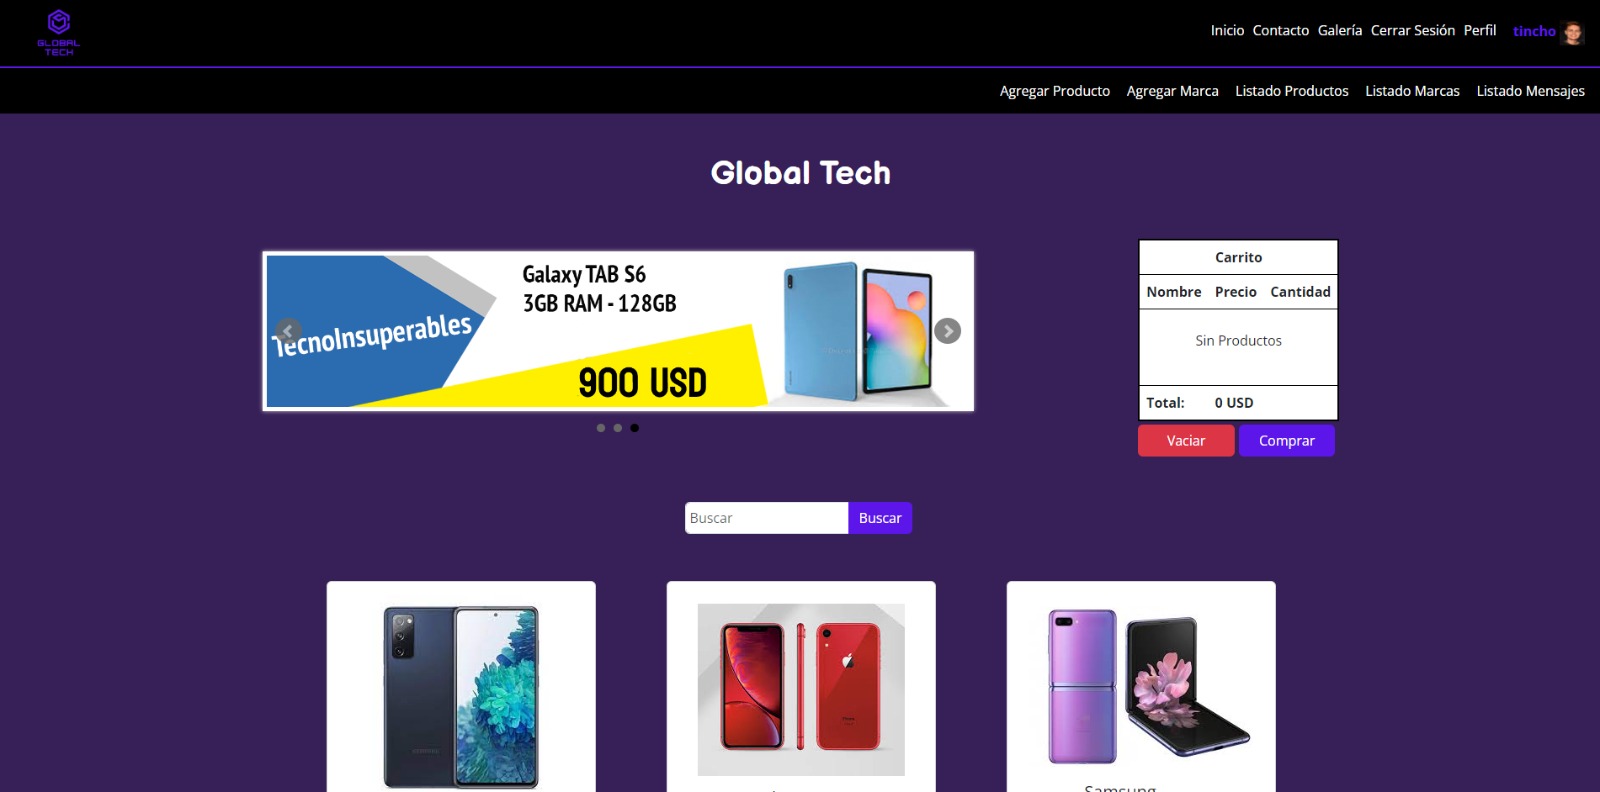 GLOBAL
TECH
Inicio Contacto Galería Cerrar Sesión Perfil tincho
Agregar Producto Agregar Marca Listado Productos Listado Marcas Listado Mensajes
Global Tech
TecnoInsuperables
Galaxy TAB S6
3GB RAM - 128GB
900 USD
Carrito
Nombre Precio Cantidad
Sin Productos
Total: 0 USD
Vaciar Comprar
Buscar Buscar
SAMSUNG
Samsung